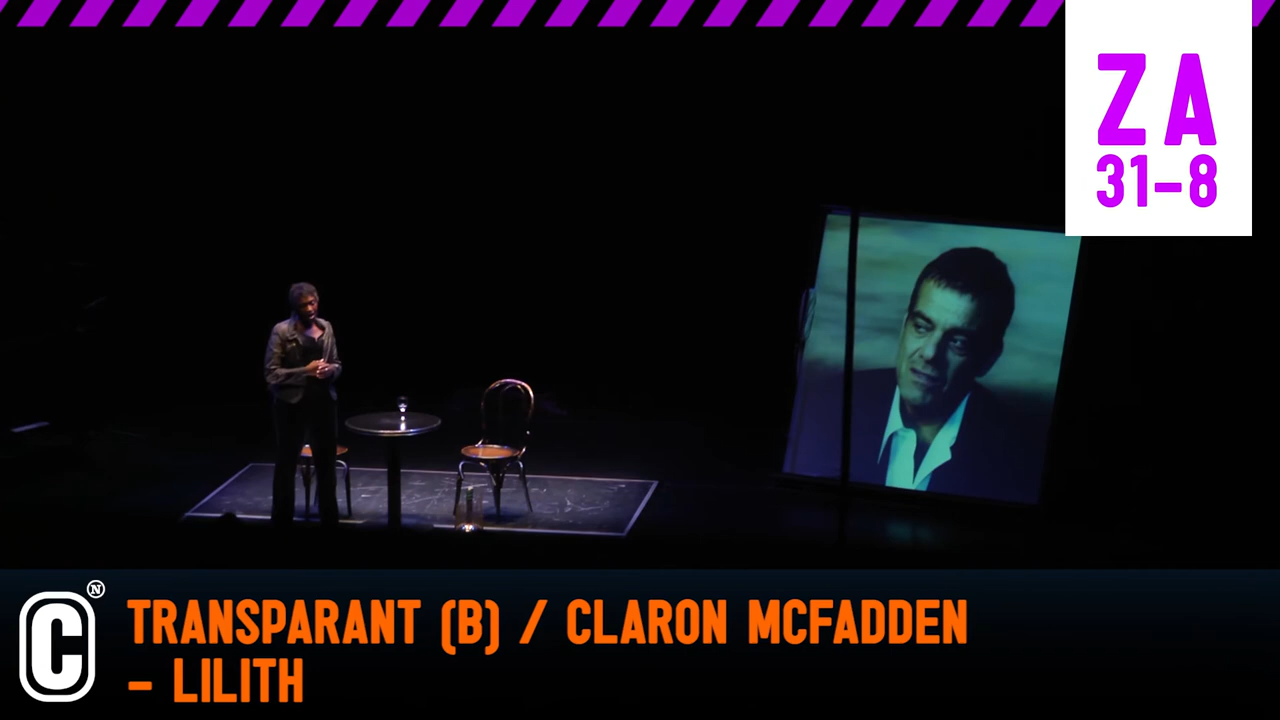 ZA
31-8
C
N
TRANSPARANT (B) / CLARON MCFADDEN
- LILITH